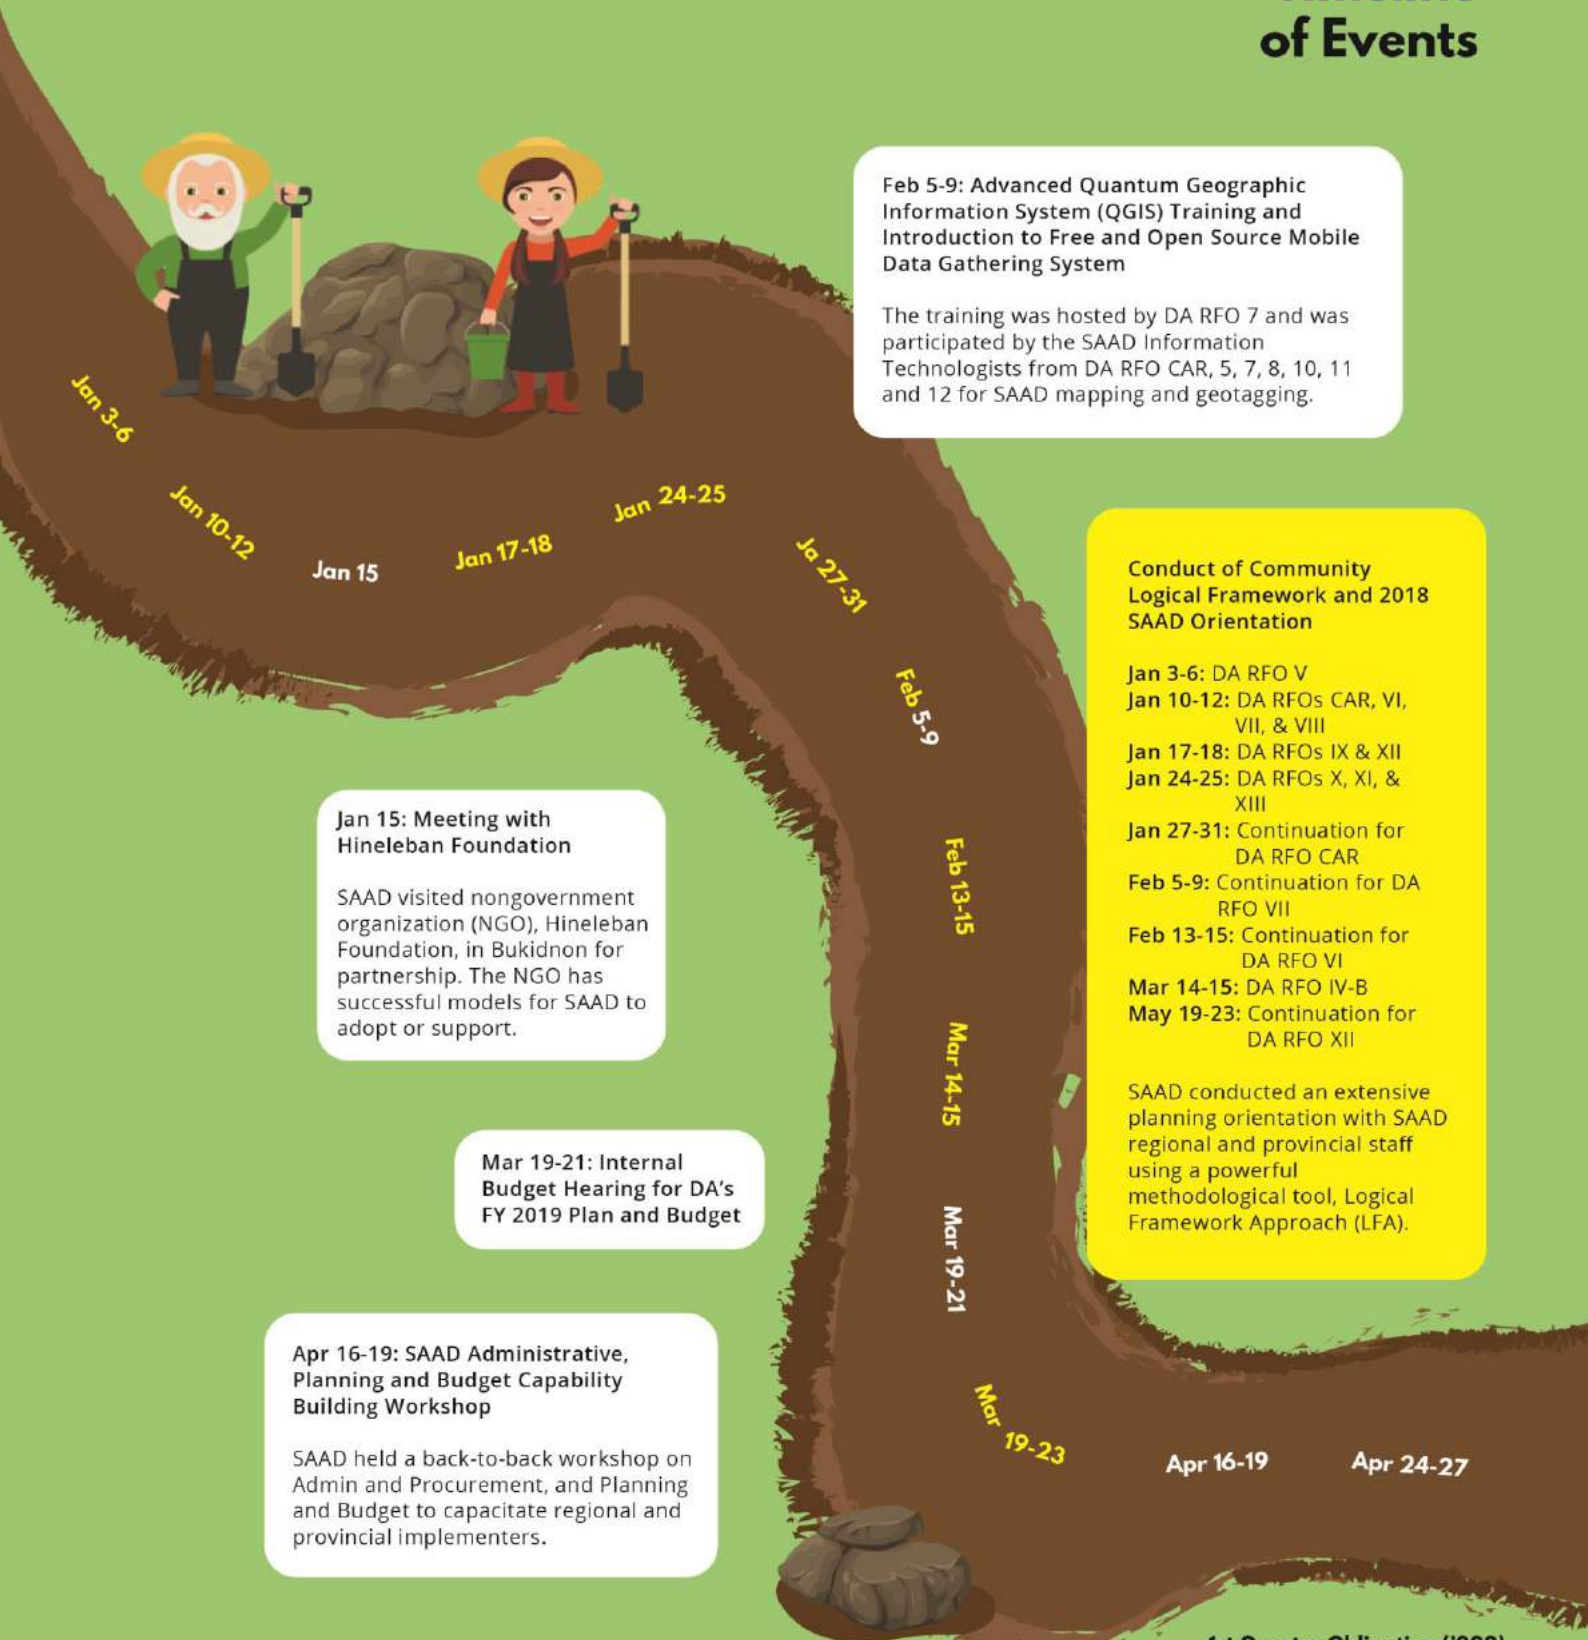 of Events
Feb 5-9: Advanced Quantum Geographic
Information System (QGIS) Training and
Introduction to Free and Open Source Mobile
Data Gathering System
The training was hosted by DA RFO 7 and was
participated by the SAAD Information
Technologists from DA RFO CAR, 5, 7, 8, 10, 11
and 12 for SAAD mapping and geotagging.
Jan 3-6
Jan 10-12
Jan 15
Jan 17-18
Jan 24-25
Ja 27-31
Feb 5-9
Feb 13-15
Mar 14-15
Mar 19-21
Mar 19-23
Apr 16-19
Apr 24-27
Conduct of Community
Logical Framework and 2018
SAAD Orientation
Jan 3-6: DA RFO V
Jan 10-12: DA RFOs CAR, VI,
VII, & VIII
Jan 17-18: DA RFOs IX & XII
Jan 24-25: DA RFOs X, XI, &
XIII
Jan 27-31: Continuation for
DA RFO CAR
Feb 5-9: Continuation for DA
RFO VII
Feb 13-15: Continuation for
DA RFO VI
Mar 14-15: DA RFO IV-B
May 19-23: Continuation for
DA RFO XII
SAAD conducted an extensive
planning orientation with SAAD
regional and provincial staff
using a powerful
methodological tool, Logical
Framework Approach (LFA).
Jan 15: Meeting with
Hineleban Foundation
SAAD visited nongovernment
organization (NGO), Hineleban
Foundation, in Bukidnon for
partnership. The NGO has
successful models for SAAD to
adopt or support.
Mar 19-21: Internal
Budget Hearing for DA's
FY 2019 Plan and Budget
Apr 16-19: SAAD Administrative,
Planning and Budget Capability
Building Workshop
SAAD held a back-to-back workshop on
Admin and Procurement, and Planning
and Budget to capacitate regional and
provincial implementers.